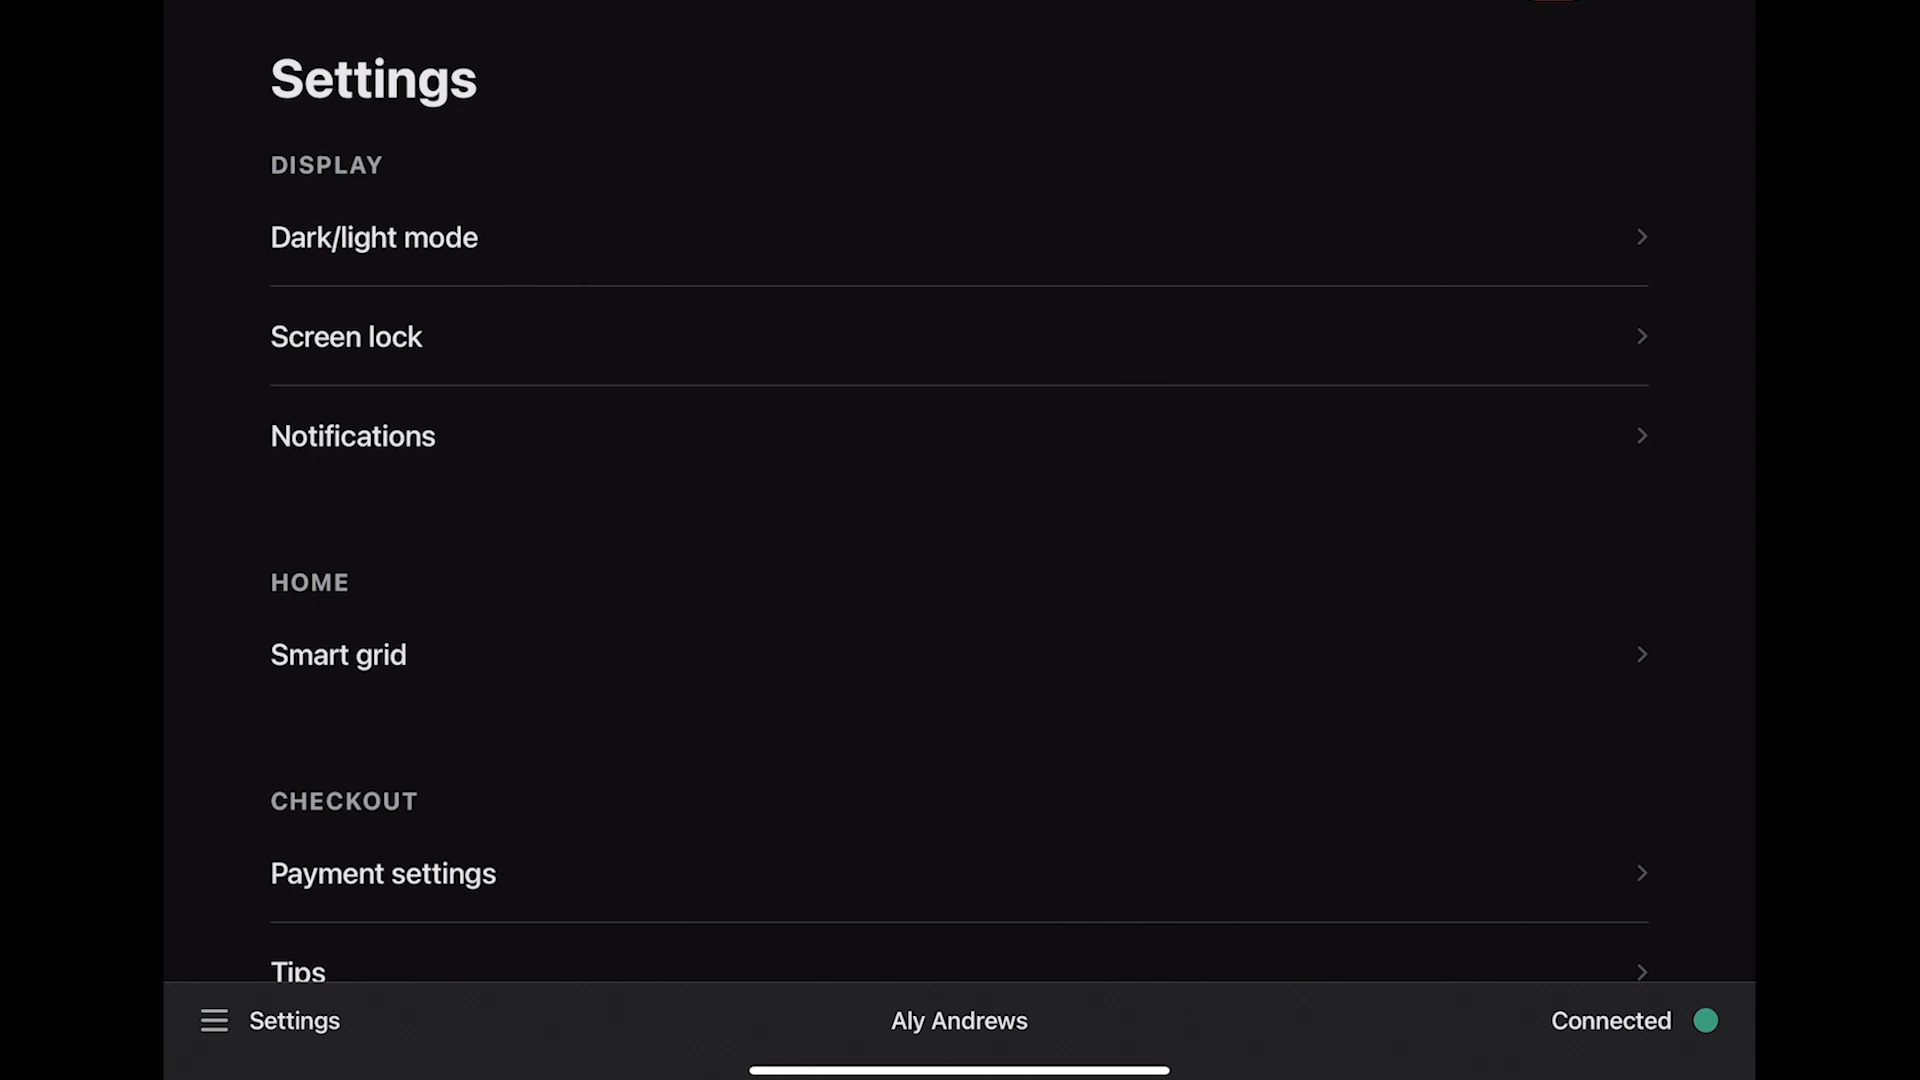 Settings
DISPLAY
Dark/light mode
Screen lock
Notifications
HOME
Smart grid
CHECKOUT
Payment settings
Tips
Settings
Aly Andrews
Connected